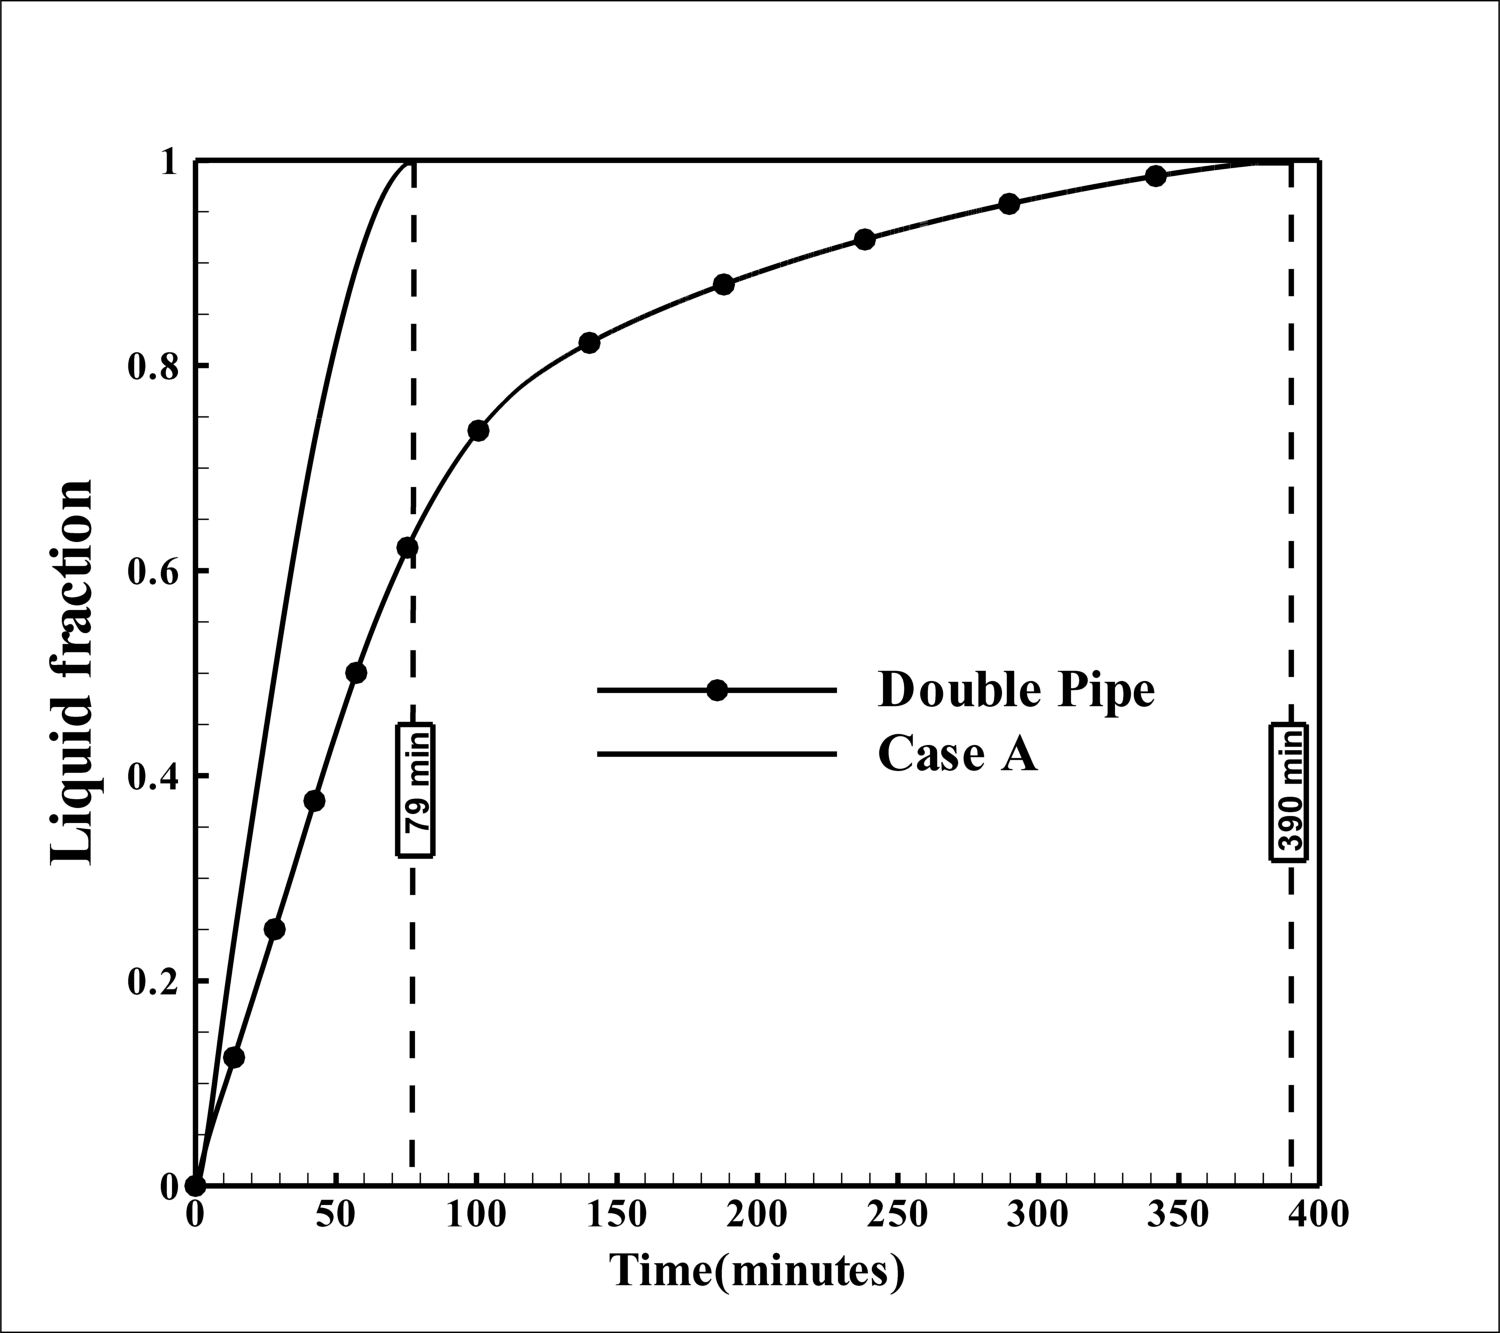 1
0.8
0.6
0.4
0.2
0
Liquid fraction
Double Pipe
Case A
79 min
390 min
0 50 100 150 200 250 300 350 400
Time(minutes)